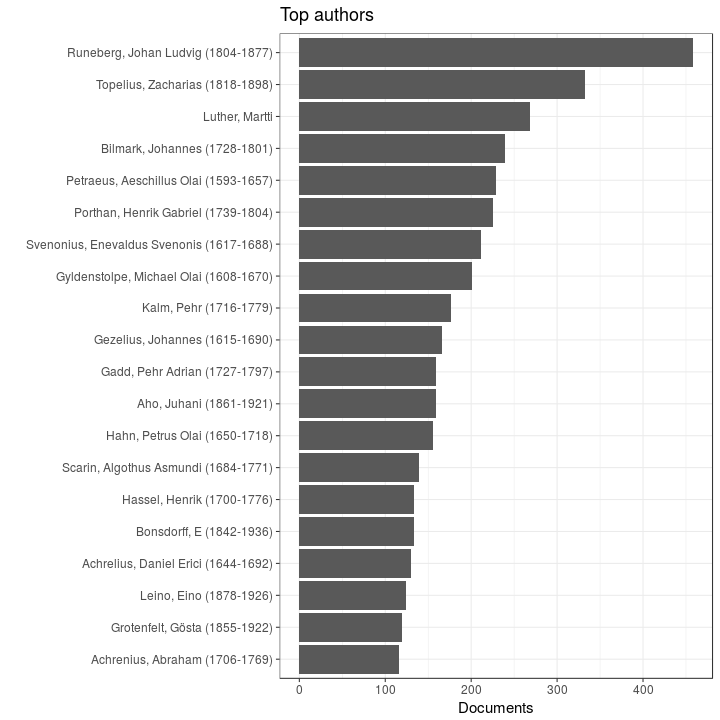 Top authors
Runeberg, Johan Ludvig (1804-1877)
Topelius, Zacharias (1818-1898)
Luther, Martti
Bilmark, Johannes (1728-1801)
Petraeus, Aeschillus Olai (1593-1657)
Porthan, Henrik Gabriel (1739-1804)
Svenonius, Enevaldus Svenonis (1617-1688)
Gyldenstolpe, Michael Olai (1608-1670)
Kalm, Pehr (1716-1779)
Gezelius, Johannes (1615-1690)
Gadd, Pehr Adrian (1727-1797)
Aho, Juhani (1861-1921)
Hahn, Petrus Olai (1650-1718)
Scarin, Algothus Asmundi (1684-1771)
Hassel, Henrik (1700-1776)
Bonsdorff, E (1842-1936)
Achrelius, Daniel Erici (1644-1692)
Leino, Eino (1878-1926)
Grotenfelt, Gösta (1855-1922)
Achrenius, Abraham (1706-1769)
0 100 200 300 400
Documents